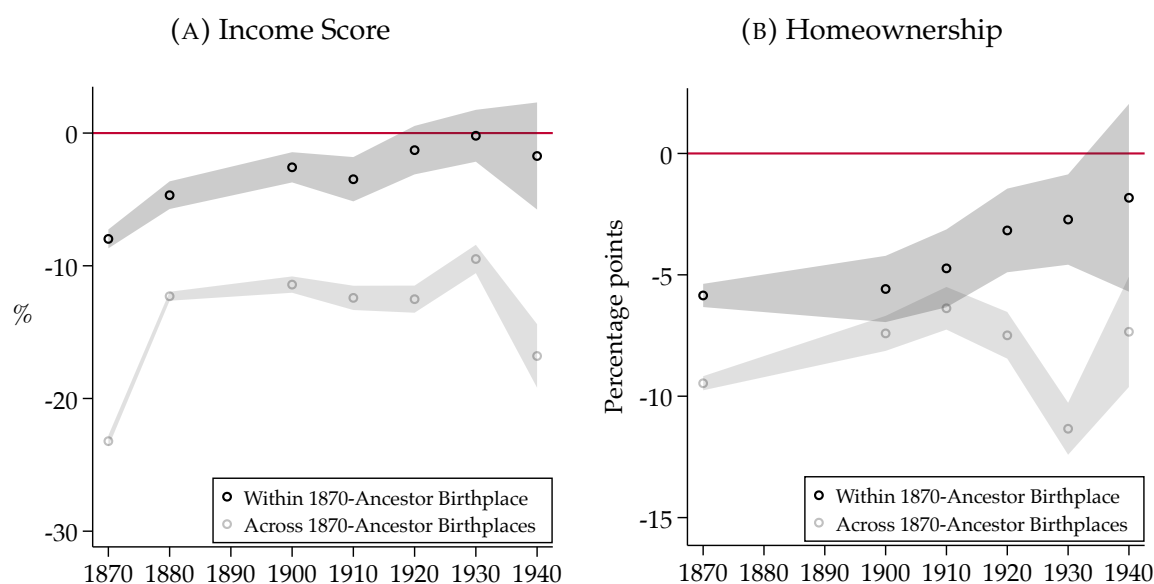 (A) Income Score
0
-10
%
-20
-30
Within 1870-Ancestor Birthplace
Across 1870-Ancestor Birthplaces
1870 1880 1890 1900 1910 1920 1930 1940
(B) Homeownership
0
-5
Percentage points
-10
-15
Within 1870-Ancestor Birthplace
Across 1870-Ancestor Birthplaces
1870 1880 1890 1900 1910 1920 1930 1940